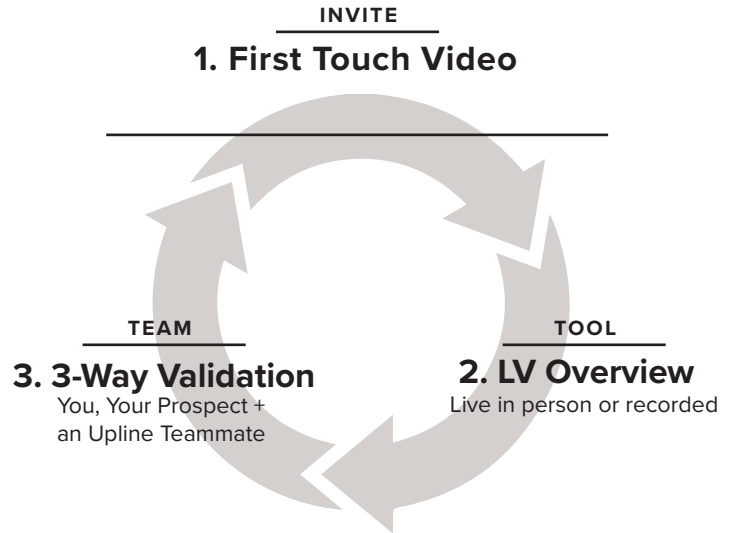 INVITE
1. First Touch Video
TEAM
3. 3-Way Validation
You, Your Prospect +
an Upline Teammate
TOOL
2. LV Overview
Live in person or recorded